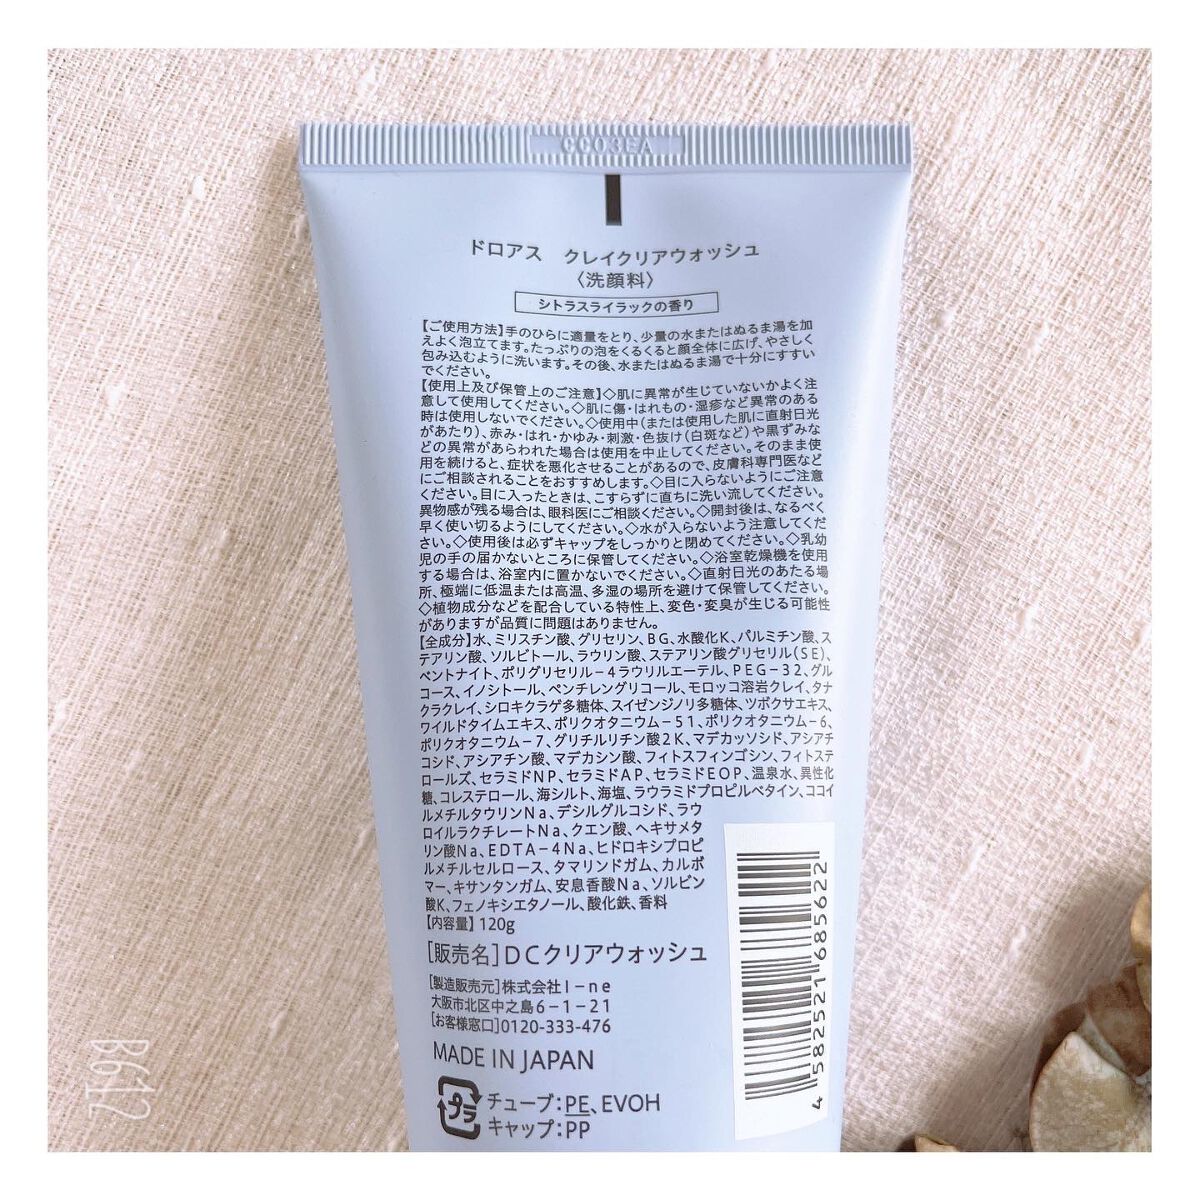 CC03EA
ドロアス クレイクリアウォッシュ
〈洗顔料〉
シトラスライラックの香り
【ご使用方法】手のひらに適量をとり、少量の水またはぬるま湯を加
えよく泡立てます。たっぷりの泡をくるくると顔全体に広げ、やさしく
包み込むように洗います。その後、水またはぬるま湯で十分にすすい
でください。
【使用上及び保管上のご注意】◇肌に異常が生じていないかよく注
意して使用してください。◇肌に傷・はれもの・湿疹など異常のある
時は使用しないでください。◇使用中(または使用した肌に直射日光
があたり)、赤み・はれ・かゆみ・刺激・色抜け(白斑など)や黒ずみな
どの異常があらわれた場合は使用を中止してください。そのまま使
用を続けると、症状を悪化させることがあるので、皮膚科専門医など
にご相談されることをおすすめします。◇目に入らないようにご注意
ください。目に入ったときは、こすらずに直ちに洗い流してください。
異物感が残る場合は、眼科医にご相談ください。◇開封後は、なるべく
早く使い切るようにしてください。◇水が入らないよう注意してくださ
い。◇使用後は必ずキャップをしっかりと閉めてください。◇乳幼
児の手の届かないところに保管してください。◇浴室乾燥機を使用
する場合は、浴室内に置かないでください。◇直射日光のあたる場
所、極端に低温または高温、多湿の場所を避けて保管してください。
◇植物成分などを配合している特性上、変色・変臭が生じる可能性
がありますが品質に問題はありません。
【全成分】水、ミリスチン酸、グリセリン、BG、水酸化K、パルミチン酸、ス
テアリン酸、ソルビトール、ラウリン酸、ステアリン酸グリセリル(SE)、
ベントナイト、ポリグリセリル-4ラウリルエーテル、PEG-32、グル
コース、イノシトール、ペンチレングリコール、モロッコ溶岩クレイ、タナ
クラクレイ、シロキクラゲ多糖体、スイゼンジノリ多糖体、ツボクサエキス、
ワイルドタイムエキス、ポリクオタニウム-51、ポリクオタニウム-6、
ポリクオタニウム-7、グリチルリチン酸2K、マデカッソシド、アシアチ
コシド、アシアチン酸、マデカシン酸、フィトスフィンゴシン、フィトステ
ロールズ、セラミドNP、セラミドAP、セラミドEOP、温泉水、異性化
糖、コレステロール、海シルト、海塩、ラウラミドプロピルベタイン、ココイ
ルメチルタウリンNa、デシルグルコシド、ラウ
ロイルラクチレートNa、クエン酸、ヘキサメタ
リン酸Na、EDTA-4Na、ヒドロキシプロピ
ルメチルセルロース、タマリンドガム、カルボ
マー、キサンタンガム、安息香酸Na、ソルビン
酸K、フェノキシエタノール、酸化鉄、香料
【内容量】120g
[販売名]DCクリアウォッシュ
[製造販売元]株式会社I-ne
大阪市北区中之島6-1-21
[お客様窓口]0120-333-476
MADE IN JAPAN
プラ
チューブ:PE、EVOH
キャップ:PP
4 582521 685622
B612